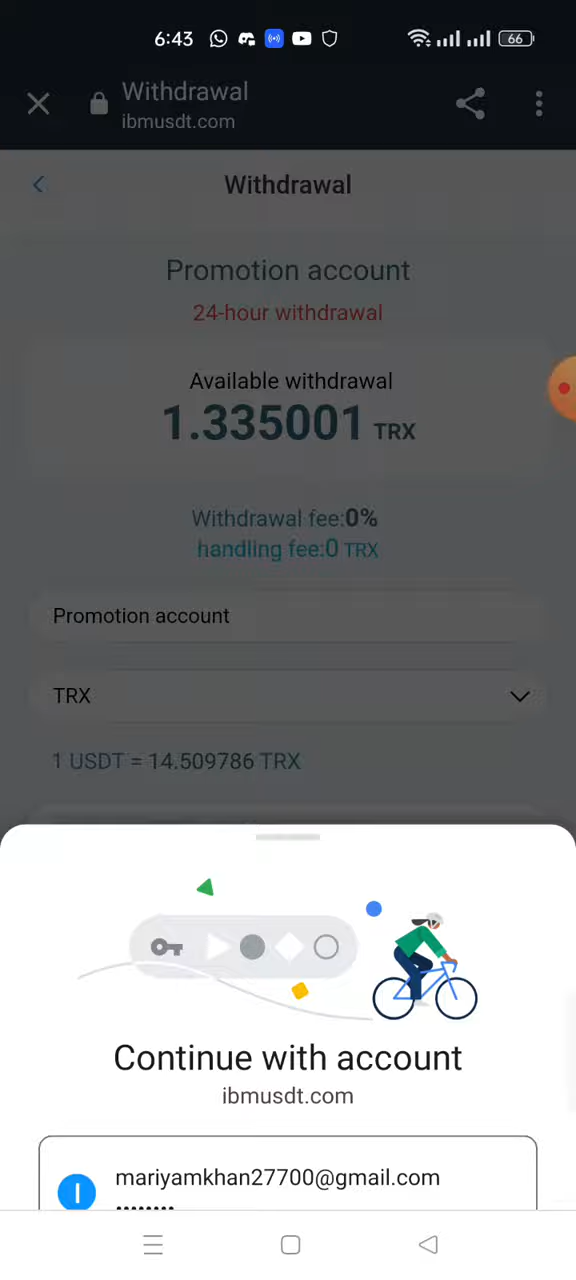 6:43
66
Withdrawal
ibmusdt.com
Withdrawal
Promotion account
24-hour withdrawal
Available withdrawal
1.335001 TRX
Withdrawal fee:0%
handling fee:0 TRX
Promotion account
TRX
1 USDT = 14.509786 TRX
Continue with account
ibmusdt.com
mariyamkhan27700@gmail.com
••••••••